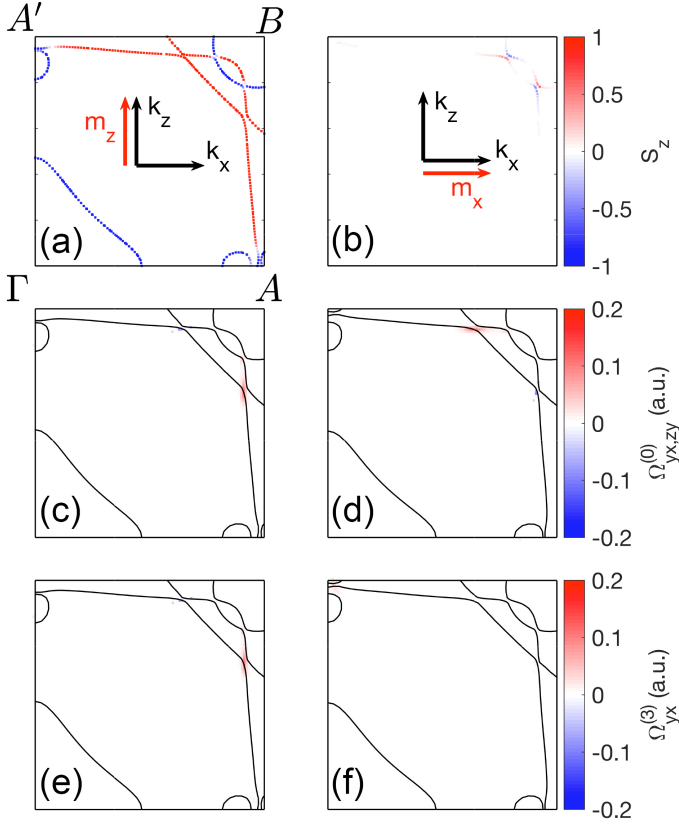 A′ B
m_z k_z k_x
(a)
k_z k_x
m_x
(b)
1
0.5
0
-0.5
-1
S_z
Γ A
(c)
(d)
0.2
0.1
0
-0.1
-0.2
Ω^(0)_yx,zy (a.u.)
(e)
(f)
0.2
0.1
0
-0.1
-0.2
Ω^(3)_yx (a.u.)